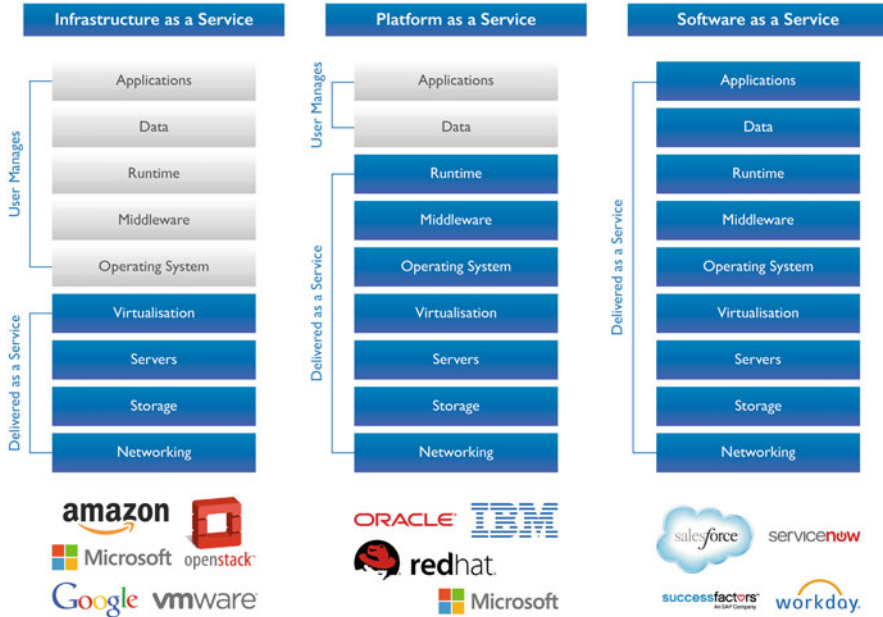 Infrastructure as a Service
User Manages
Applications
Data
Runtime
Middleware
Operating System
Delivered as a Service
Virtualisation
Servers
Storage
Networking
amazon
openstack™
Microsoft
Google
vmware®
Platform as a Service
User Manages
Applications
Data
Delivered as a Service
Runtime
Middleware
Operating System
Virtualisation
Servers
Storage
Networking
ORACLE®
IBM
redhat.
Microsoft
Software as a Service
Delivered as a Service
Applications
Data
Runtime
Middleware
Operating System
Virtualisation
Servers
Storage
Networking
salesforce
servicenow
successfactors™
An SAP Company
workday.